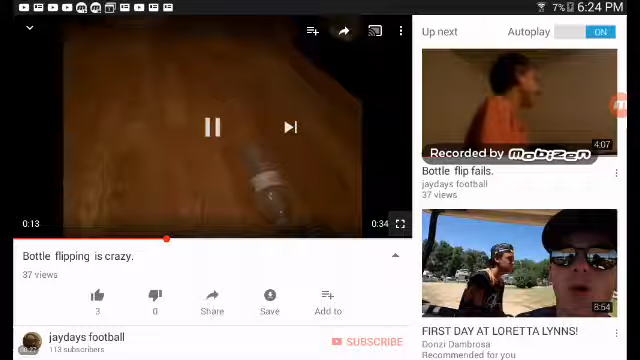 7% 6:24 PM
Up next
Autoplay ON
4:07
Recorded by Mobizen
Bottle flip fails.
jaydays football
37 views
0:13
0:34
Bottle flipping is crazy.
37 views
3
0
Share
Save
Add to
jaydays football
113 subscribers
SUBSCRIBE
8:54
FIRST DAY AT LORETTA LYNNS!
Donzi Dambrosa
Recommended for you